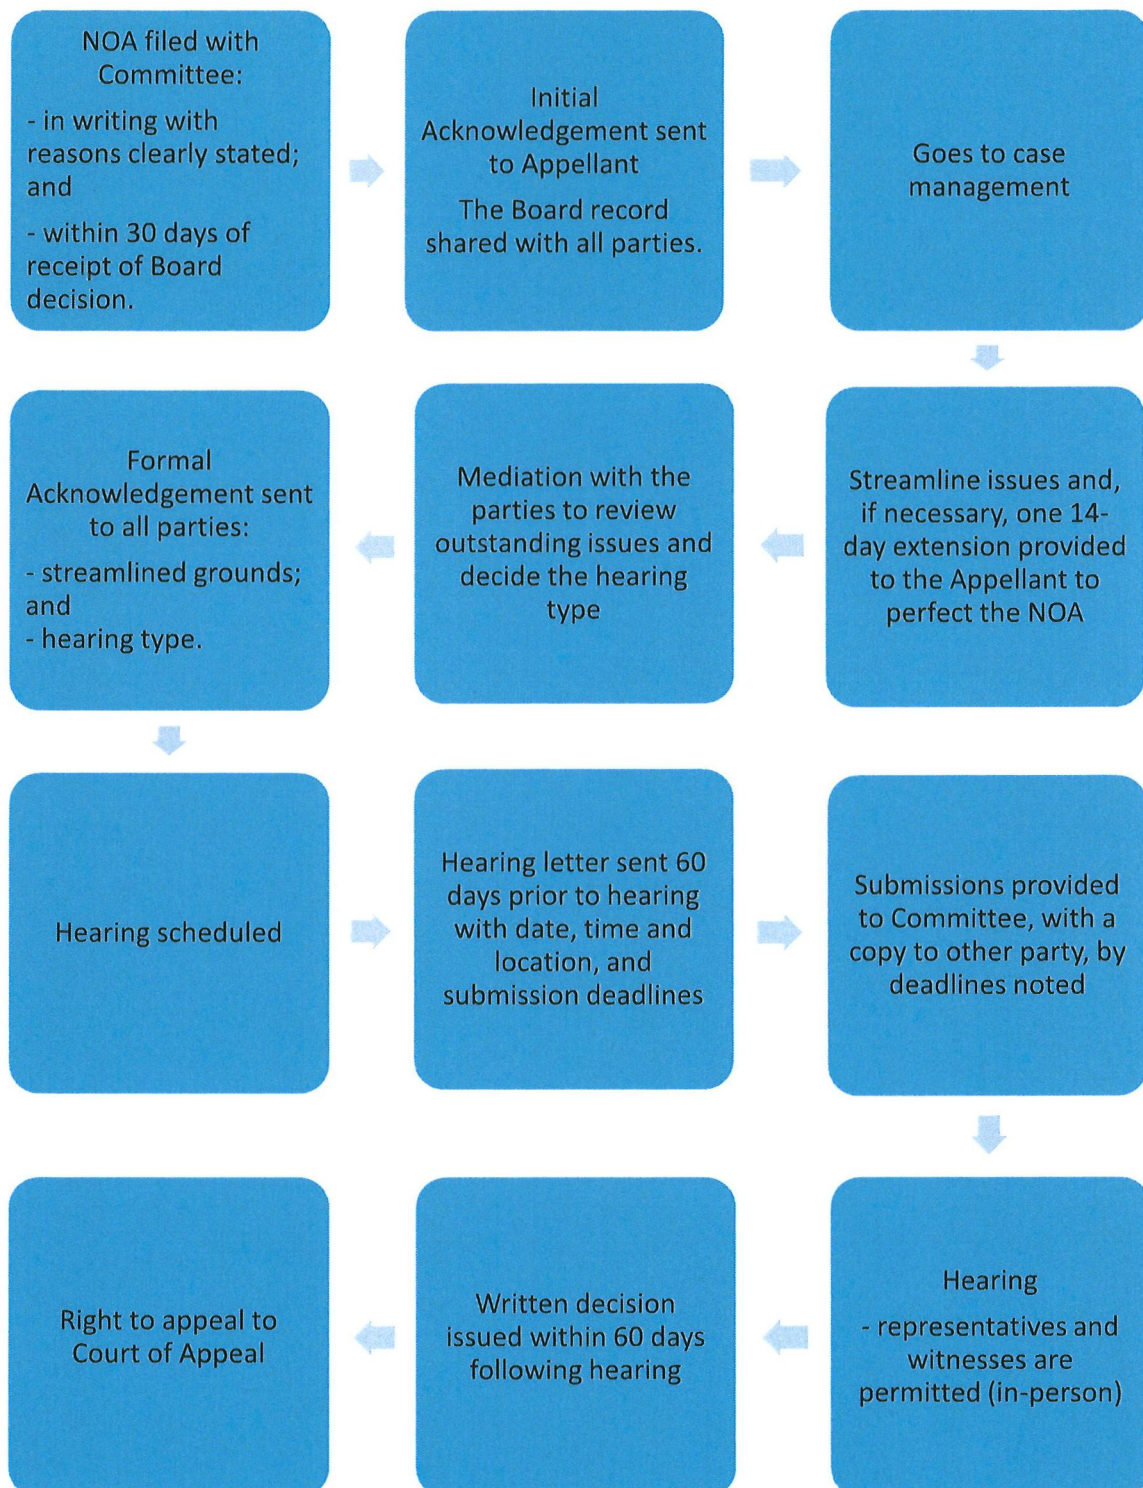 NOA filed with
Committee:
- in writing with
reasons clearly stated;
and
- within 30 days of
receipt of Board
decision.
Initial
Acknowledgement sent
to Appellant
The Board record
shared with all parties.
Goes to case
management
Streamline issues and,
if necessary, one 14-
day extension provided
to the Appellant to
perfect the NOA
Mediation with the
parties to review
outstanding issues and
decide the hearing
type
Formal
Acknowledgement sent
to all parties:
- streamlined grounds;
and
- hearing type.
Hearing scheduled
Hearing letter sent 60
days prior to hearing
with date, time and
location, and
submission deadlines
Submissions provided
to Committee, with a
copy to other party, by
deadlines noted
Hearing
- representatives and
witnesses are
permitted (in-person)
Written decision
issued within 60 days
following hearing
Right to appeal to
Court of Appeal